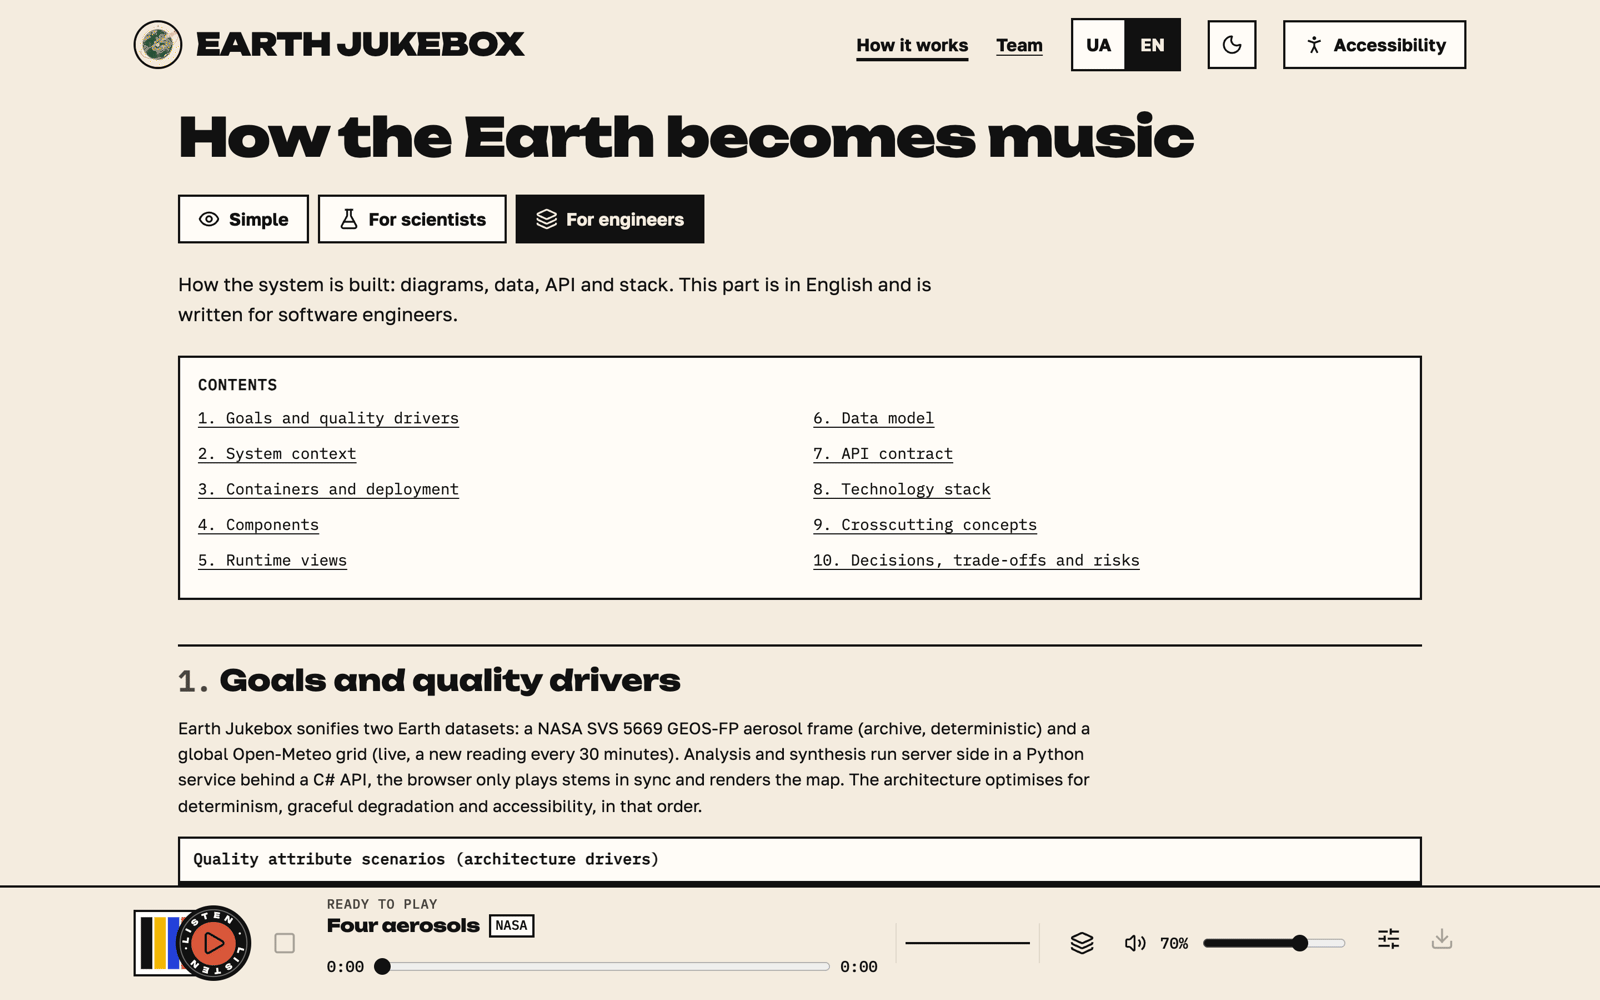 EARTH JUKEBOX
How it works
Team
UA
EN
Accessibility
How the Earth becomes music
Simple
For scientists
For engineers
How the system is built: diagrams, data, API and stack. This part is in English and is
written for software engineers.
CONTENTS
1. Goals and quality drivers
2. System context
3. Containers and deployment
4. Components
5. Runtime views
6. Data model
7. API contract
8. Technology stack
9. Crosscutting concepts
10. Decisions, trade-offs and risks
1. Goals and quality drivers
Earth Jukebox sonifies two Earth datasets: a NASA SVS 5669 GEOS-FP aerosol frame (archive, deterministic) and a
global Open-Meteo grid (live, a new reading every 30 minutes). Analysis and synthesis run server side in a Python
service behind a C# API, the browser only plays stems in sync and renders the map. The architecture optimises for
determinism, graceful degradation and accessibility, in that order.
Quality attribute scenarios (architecture drivers)
LISTEN · LISTEN ·
READY TO PLAY
Four aerosols
NASA
0:00
0:00
70%